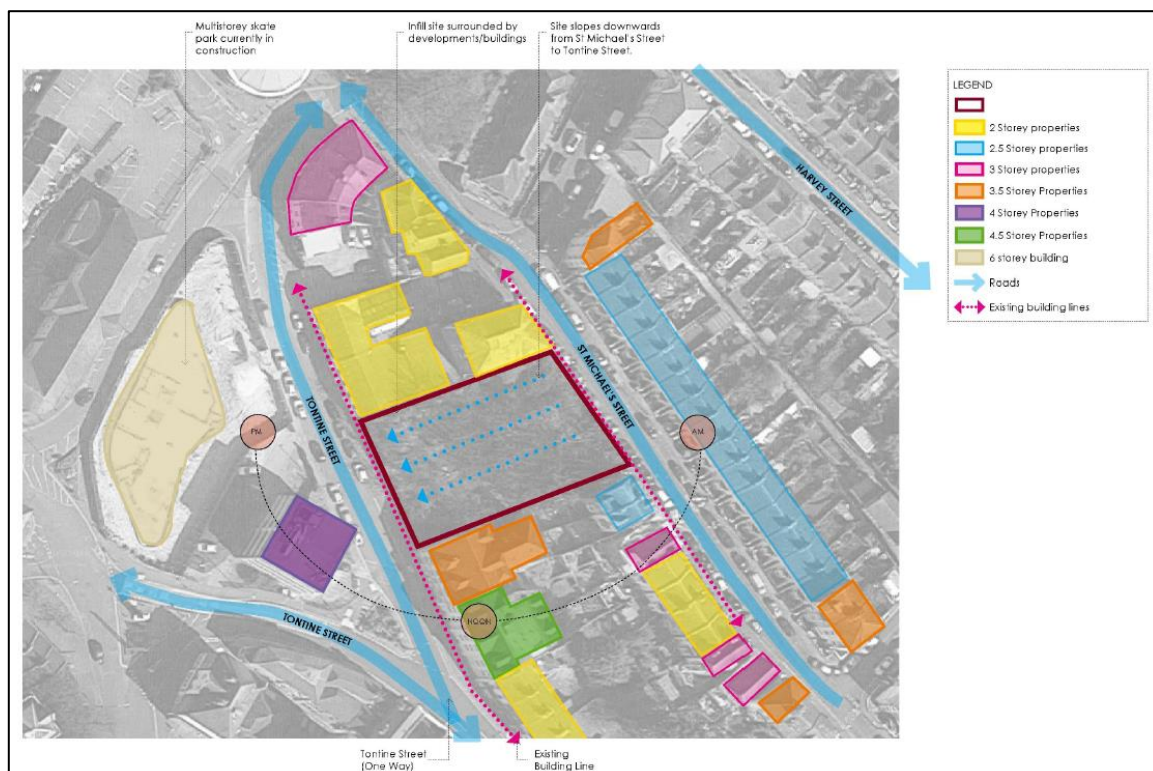 Multistorey skate
park currently in
construction
Infill site surrounded by
developments/buildings
Site slopes downwards
from St Michael's Street
to Tontine Street.
LEGEND
2 Storey properties
2.5 Storey properties
3 Storey properties
3.5 Storey Properties
4 Storey Properties
4.5 Storey Properties
6 storey building
Roads
Existing building lines
HARVEY STREET
ST MICHAEL'S STREET
TONTINE STREET
PM
AM
NOON
TONTINE STREET
Tontine Street
(One Way)
Existing
Building Line